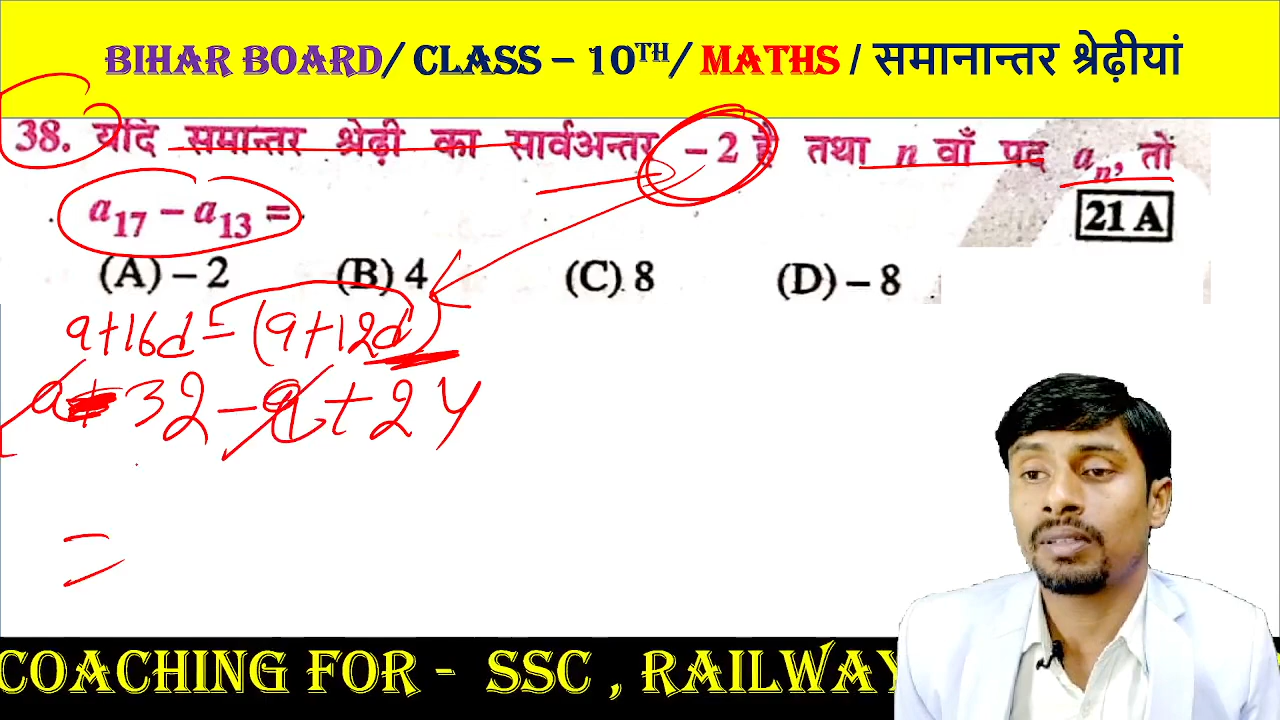 BIHAR BOARD/ CLASS – 10TH/ MATHS / समानान्तर श्रेढ़ीयां
38. यदि समान्तर श्रेढ़ी का सार्वअन्तर – 2 है तथा n वाँ पद an, तो
a17 – a13 =
21 A
(A) – 2 (B) 4 (C) 8 (D) – 8
a+16d - (a+12d)
a - 32 - a + 24
=
COACHING FOR - SSC , RAILWAY